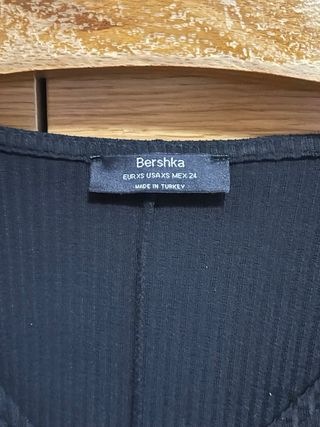 Bershka
EUR XS USA XS MEX 24
MADE IN TURKEY